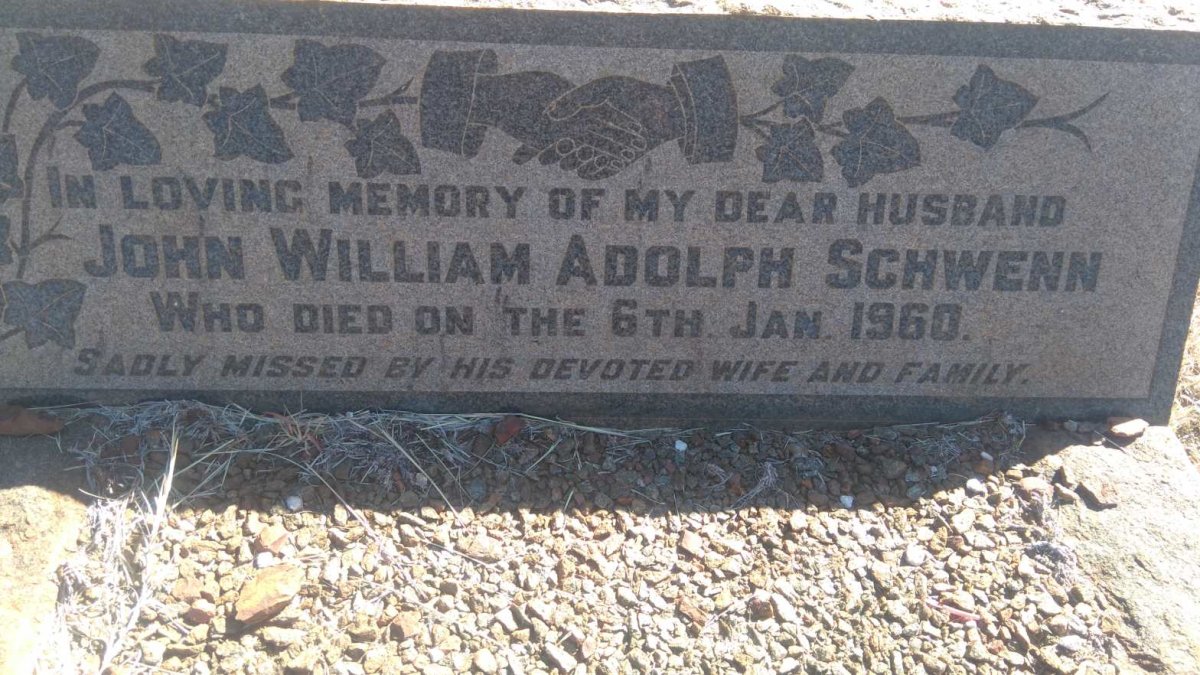 IN LOVING MEMORY OF MY DEAR HUSBAND
JOHN WILLIAM ADOLPH SCHWENN
WHO DIED ON THE 6TH. JAN. 1960.
SADLY MISSED BY HIS DEVOTED WIFE AND FAMILY.